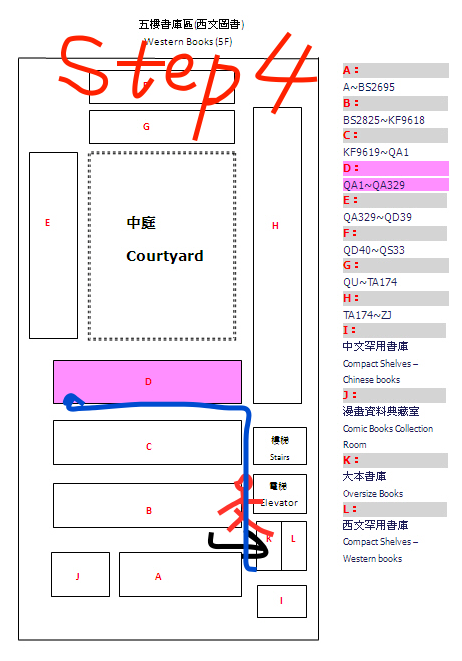 五樓書庫區(西文圖書)
Western Books (5F)
Step4
G
E
H
中庭
Courtyard
D
C
樓梯
Stairs
電梯
Elevator
B
K
L
J
A
I
A：
A~BS2695
B：
BS2825~KF9618
C：
KF9619~QA1
D：
QA1~QA329
E：
QA329~QD39
F：
QD40~QS33
G：
QU~TA174
H：
TA174~ZJ
I：
中文罕用書庫
Compact Shelves –
Chinese books
J：
漫畫資料典藏室
Comic Books Collection
Room
K：
大本書庫
Oversize Books
L：
西文罕用書庫
Compact Shelves –
Western books